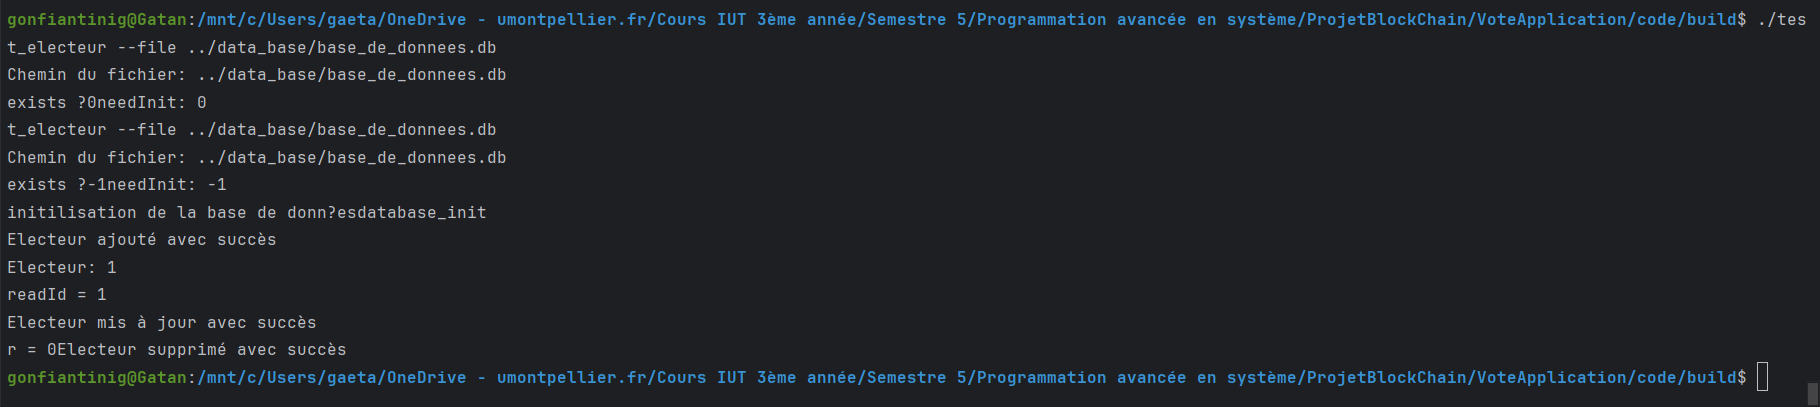 gonfiantinig@Gatan:/mnt/c/Users/gaeta/OneDrive - umontpellier.fr/Cours IUT 3ème année/Semestre 5/Programmation avancée en système/ProjetBlockChain/VoteApplication/code/build$ ./tes
t_electeur --file ../data_base/base_de_donnees.db
Chemin du fichier: ../data_base/base_de_donnees.db
exists ?0needInit: 0
t_electeur --file ../data_base/base_de_donnees.db
Chemin du fichier: ../data_base/base_de_donnees.db
exists ?-1needInit: -1
initilisation de la base de donn?esdatabase_init
Electeur ajouté avec succès
Electeur: 1
readId = 1
Electeur mis à jour avec succès
r = 0Electeur supprimé avec succès
gonfiantinig@Gatan:/mnt/c/Users/gaeta/OneDrive - umontpellier.fr/Cours IUT 3ème année/Semestre 5/Programmation avancée en système/ProjetBlockChain/VoteApplication/code/build$